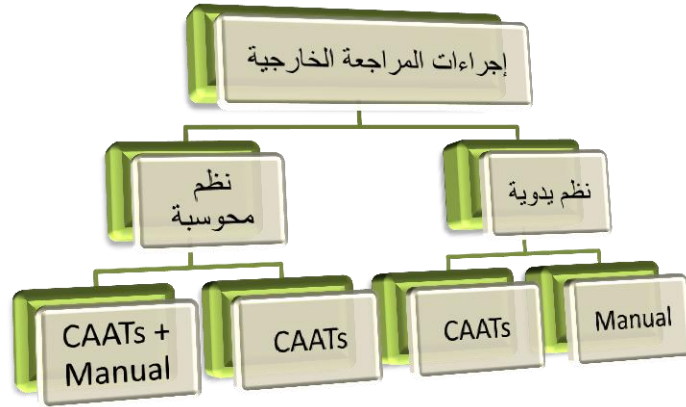 إجراءات المراجعة الخارجية
نظم يدوية
نظم
محوسبة
Manual
CAATs
CAATs
CAATs +
Manual